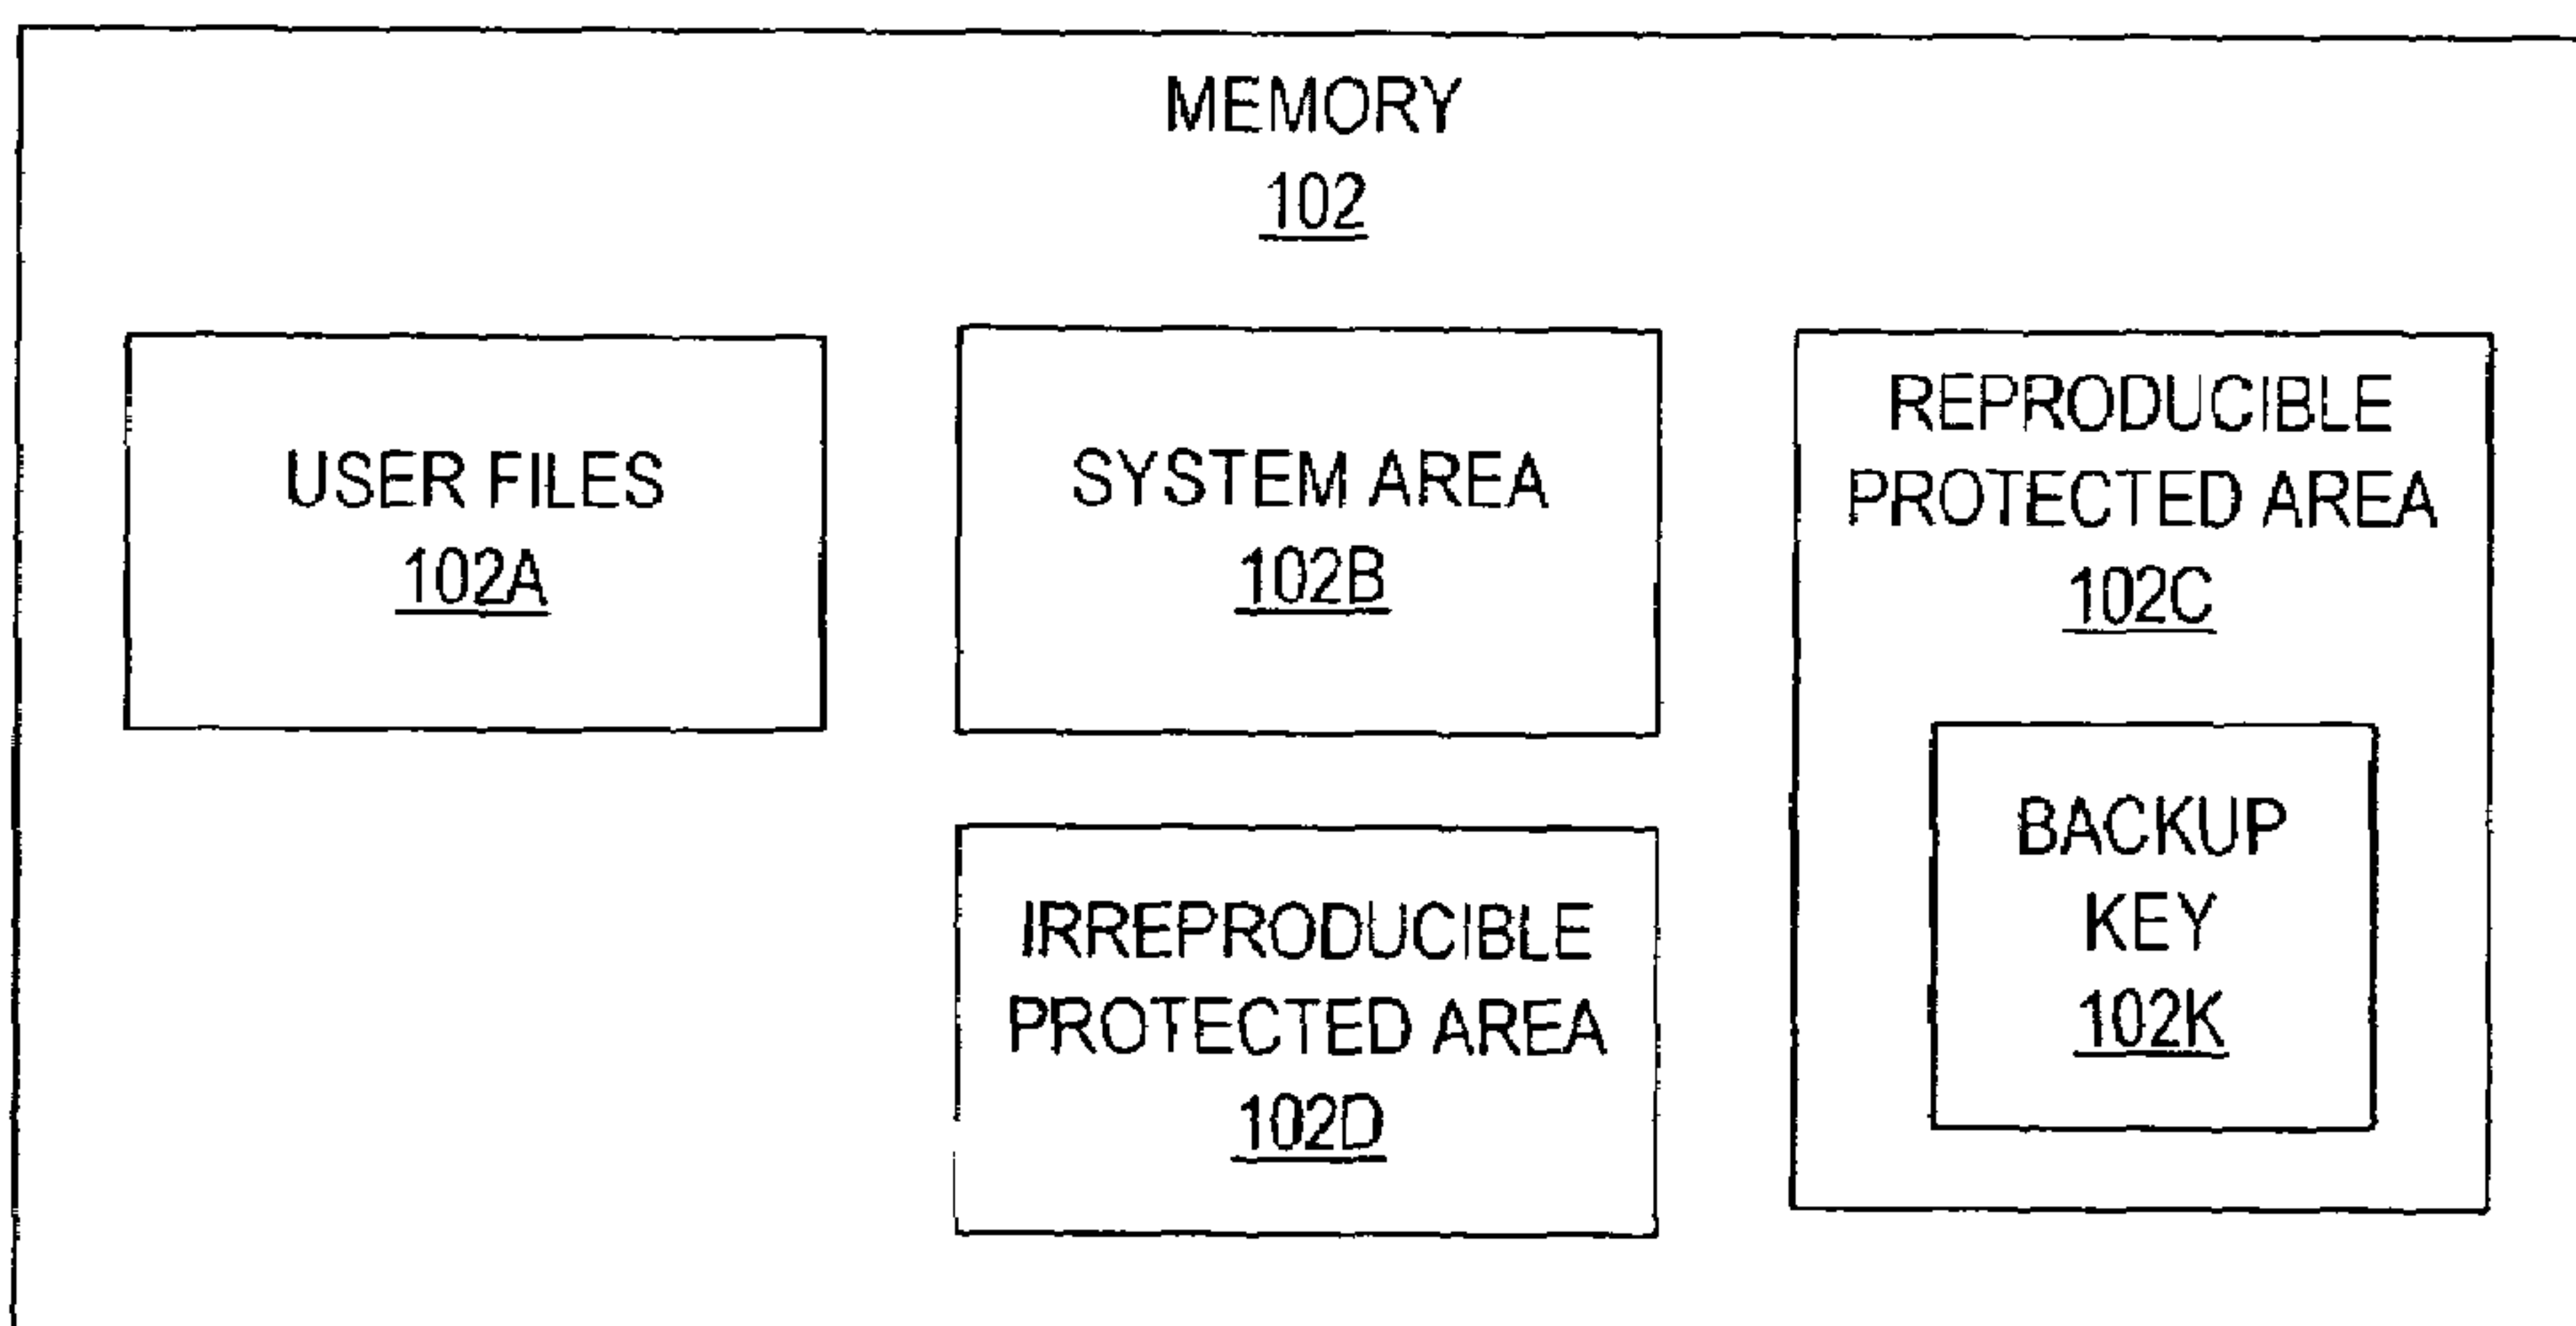 MEMORY
102
USER FILES
102A
SYSTEM AREA
102B
REPRODUCIBLE
PROTECTED AREA
102C
BACKUP
KEY
102K
IRREPRODUCIBLE
PROTECTED AREA
102D